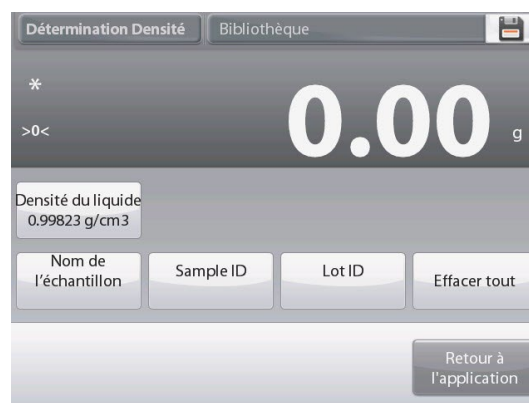 Détermination Densité Bibliothèque
*
>0<
0.00 g
Densité du liquide
0.99823 g/cm3
Nom de
l'échantillon
Sample ID
Lot ID
Effacer tout
Retour à
l'application